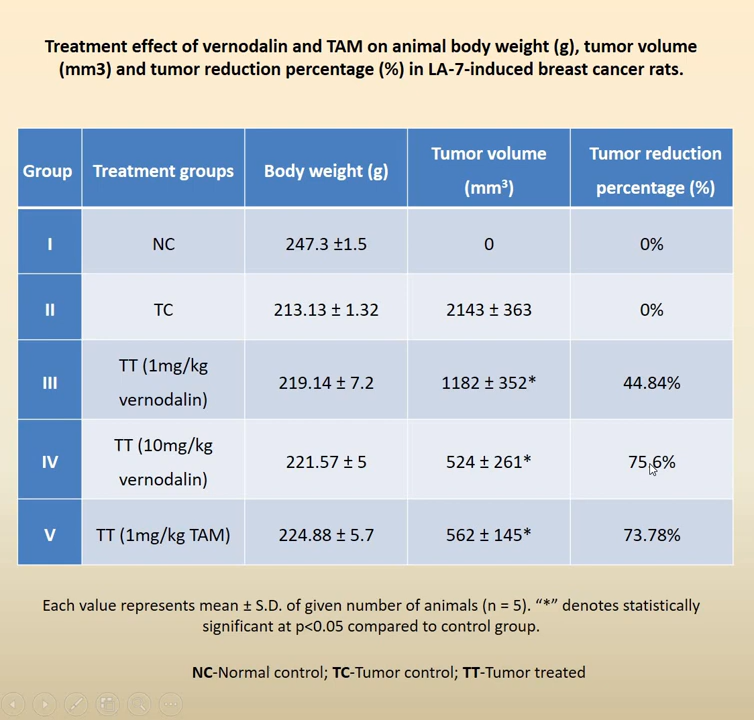 Treatment effect of vernodalin and TAM on animal body weight (g), tumor volume
(mm3) and tumor reduction percentage (%) in LA-7-induced breast cancer rats.
Group Treatment groups Body weight (g) Tumor volume (mm³) Tumor reduction percentage (%)
I NC 247.3 ±1.5 0 0%
II TC 213.13 ± 1.32 2143 ± 363 0%
III TT (1mg/kg vernodalin) 219.14 ± 7.2 1182 ± 352* 44.84%
IV TT (10mg/kg vernodalin) 221.57 ± 5 524 ± 261* 75.6%
V TT (1mg/kg TAM) 224.88 ± 5.7 562 ± 145* 73.78%
Each value represents mean ± S.D. of given number of animals (n = 5). “*” denotes statistically
significant at p<0.05 compared to control group.
NC-Normal control; TC-Tumor control; TT-Tumor treated